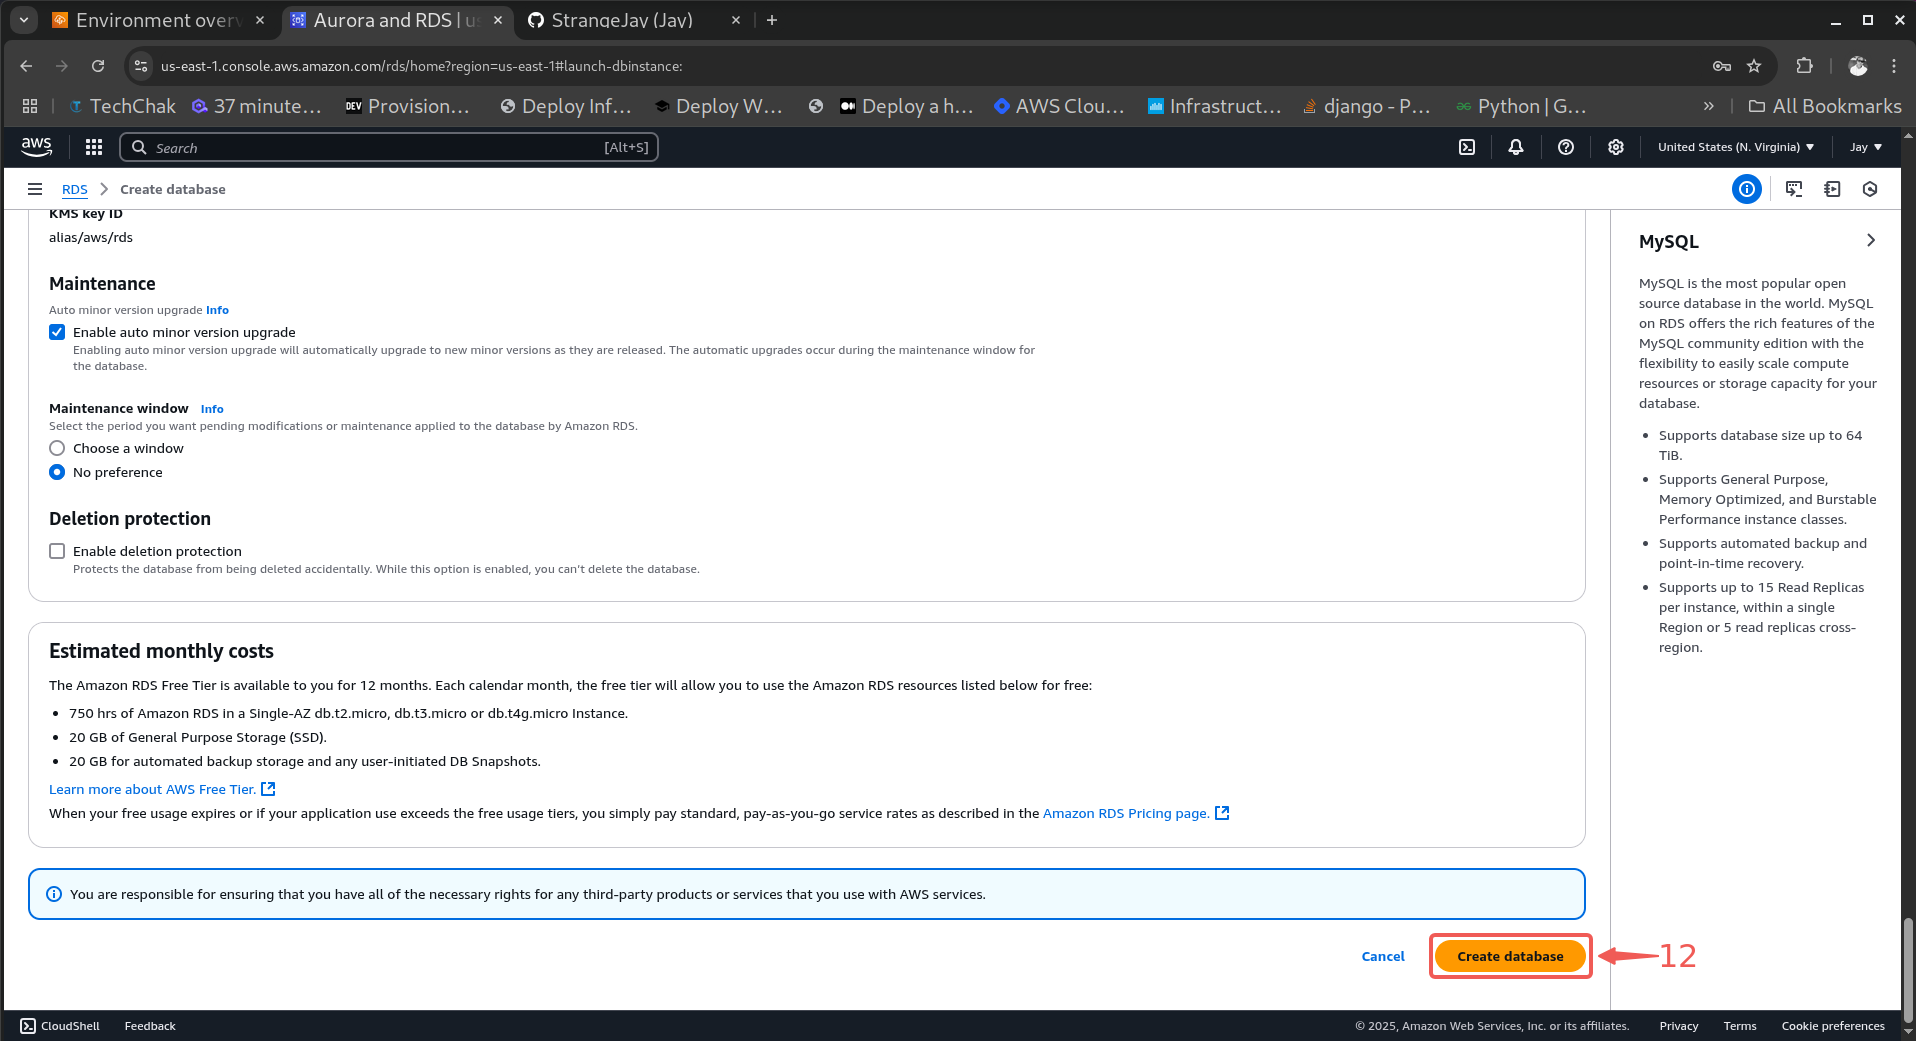 Environment over
Aurora and RDS | us
StrangeJay (Jay)
us-east-1.console.aws.amazon.com/rds/home?region=us-east-1#launch-dbinstance:
TechChak
37 minute...
DEV Provision...
Deploy Inf...
Deploy W...
Deploy a h...
AWS Clou...
Infrastruct...
django - P...
Python | G...
»
All Bookmarks
aws
Search
[Alt+S]
United States (N. Virginia)
Jay
RDS
Create database
KMS key ID
alias/aws/rds
Maintenance
Auto minor version upgrade Info
Enable auto minor version upgrade
Enabling auto minor version upgrade will automatically upgrade to new minor versions as they are released. The automatic upgrades occur during the maintenance window for
the database.
Maintenance window Info
Select the period you want pending modifications or maintenance applied to the database by Amazon RDS.
Choose a window
No preference
Deletion protection
Enable deletion protection
Protects the database from being deleted accidentally. While this option is enabled, you can't delete the database.
Estimated monthly costs
The Amazon RDS Free Tier is available to you for 12 months. Each calendar month, the free tier will allow you to use the Amazon RDS resources listed below for free:
• 750 hrs of Amazon RDS in a Single-AZ db.t2.micro, db.t3.micro or db.t4g.micro Instance.
• 20 GB of General Purpose Storage (SSD).
• 20 GB for automated backup storage and any user-initiated DB Snapshots.
Learn more about AWS Free Tier.
When your free usage expires or if your application use exceeds the free usage tiers, you simply pay standard, pay-as-you-go service rates as described in the Amazon RDS Pricing page.
You are responsible for ensuring that you have all of the necessary rights for any third-party products or services that you use with AWS services.
Cancel
Create database
12
MySQL
MySQL is the most popular open
source database in the world. MySQL
on RDS offers the rich features of the
MySQL community edition with the
flexibility to easily scale compute
resources or storage capacity for your
database.
• Supports database size up to 64
TiB.
• Supports General Purpose,
Memory Optimized, and Burstable
Performance instance classes.
• Supports automated backup and
point-in-time recovery.
• Supports up to 15 Read Replicas
per instance, within a single
Region or 5 read replicas cross-
region.
CloudShell
Feedback
© 2025, Amazon Web Services, Inc. or its affiliates.
Privacy
Terms
Cookie preferences